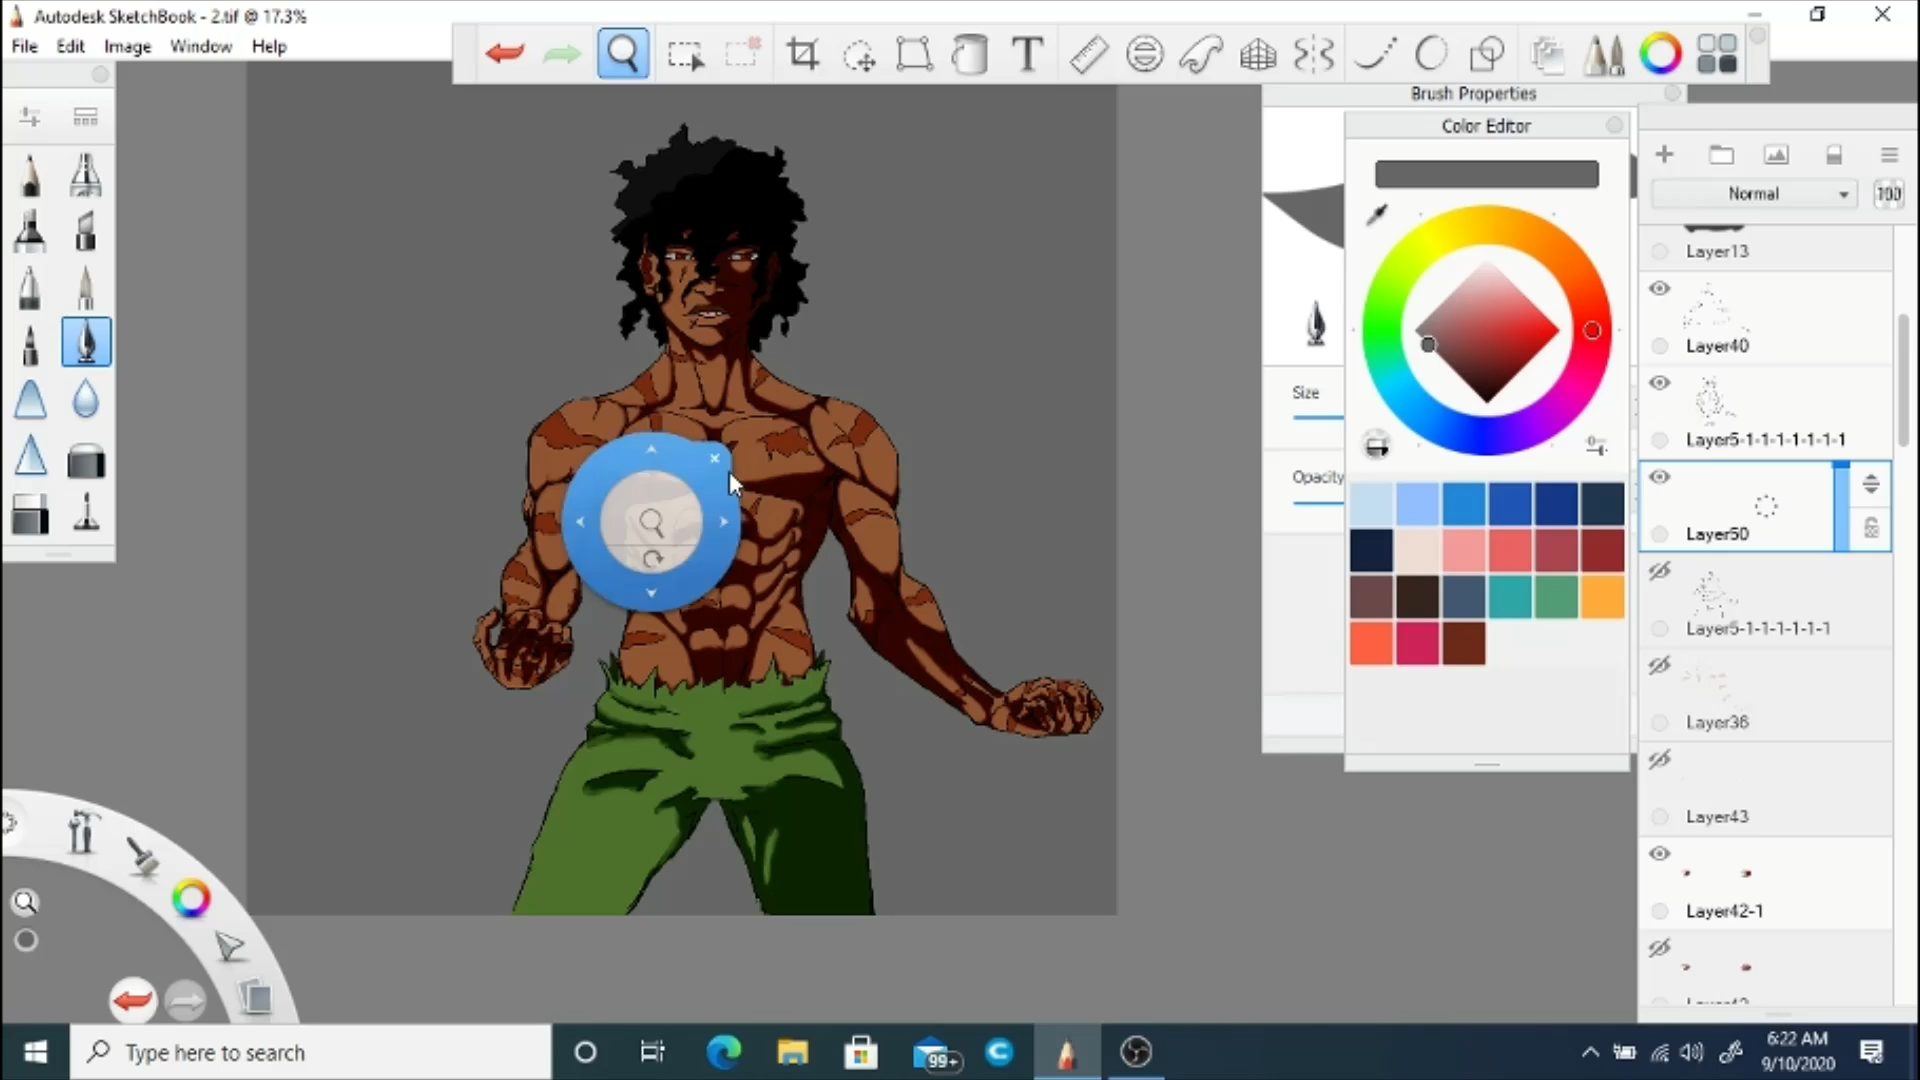 Autodesk SketchBook - 2.tif @ 17.3%
File Edit Image Window Help
T
Brush Properties
Color Editor
Normal 100
Layer13
Layer40
Size
Layer5-1-1-1-1-1-1-1
Opacity
Layer50
Layer5-1-1-1-1-1-1
Layer36
Layer43
Layer42-1
Type here to search
99+
6:22 AM
9/10/2020